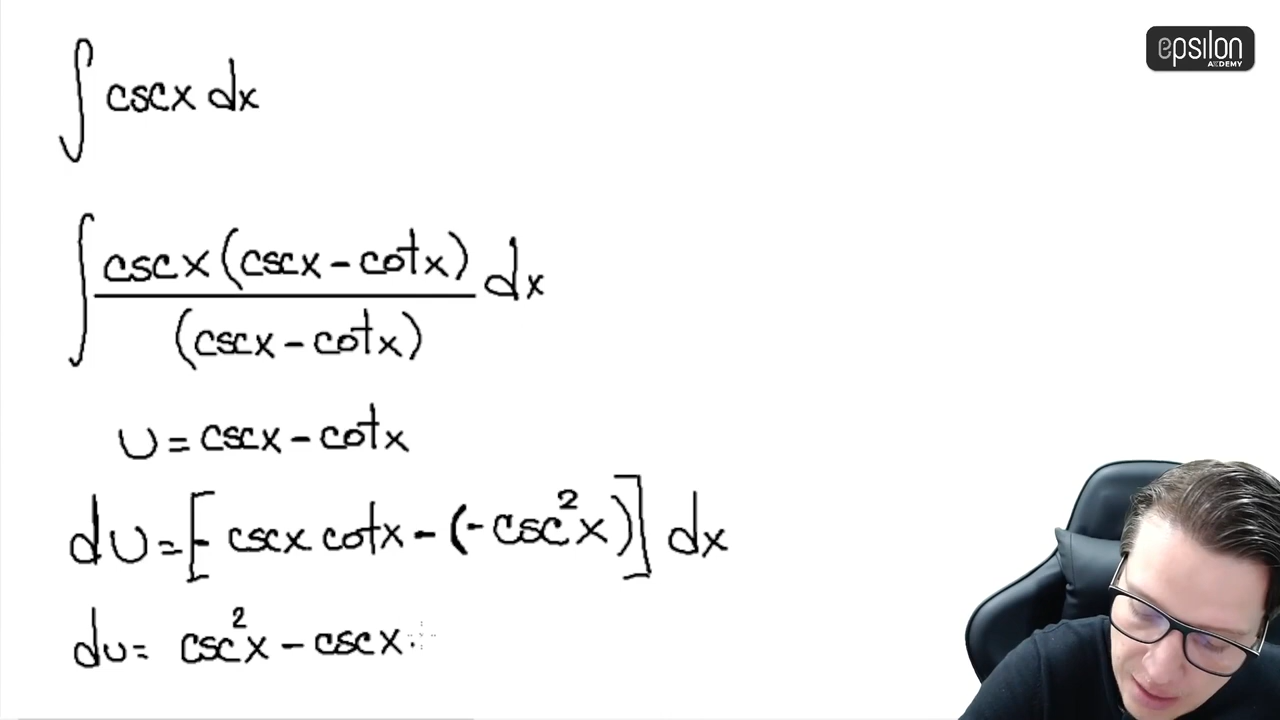 epsilon
AXDEMY
∫ cscx dx
∫ cscx(cscx - cotx) / (cscx - cotx) dx
u = cscx - cotx
du = [- cscx cotx - (-csc²x)] dx
du = csc²x - cscx ·